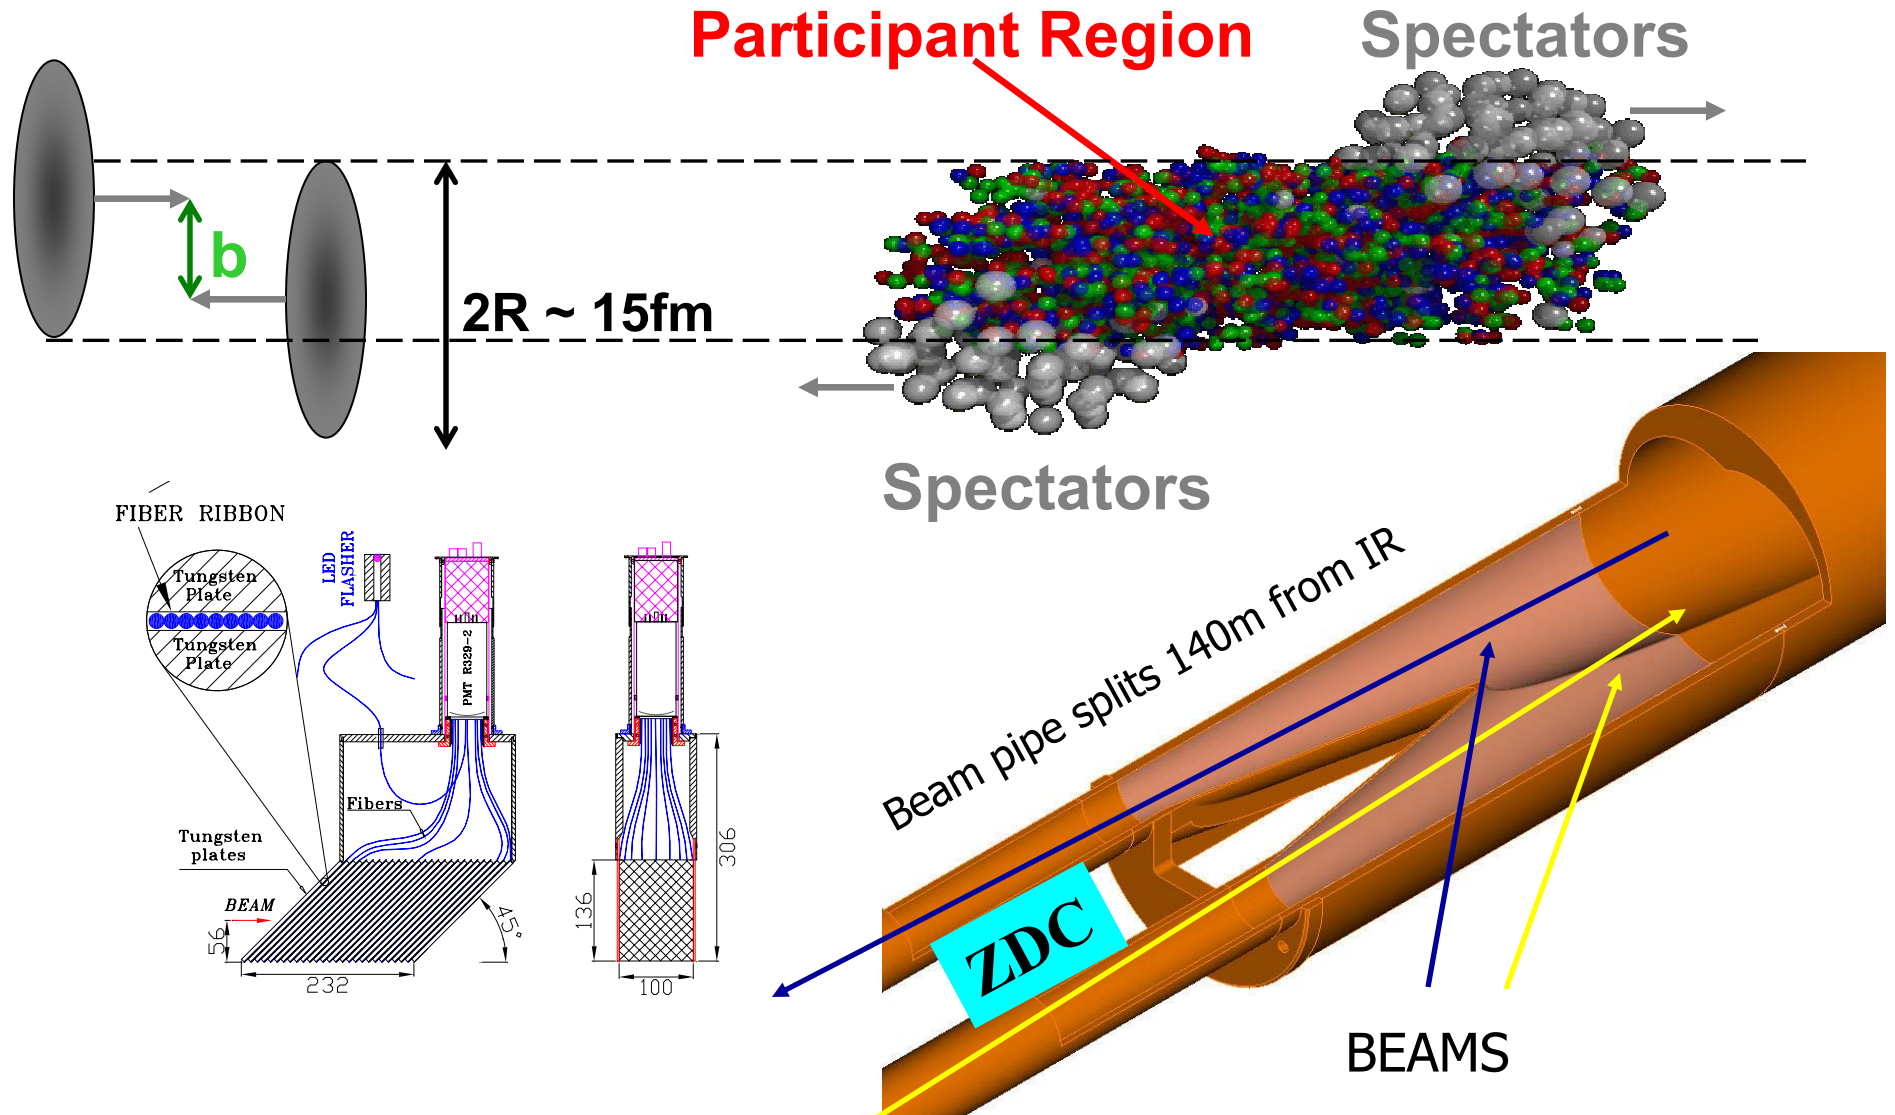 Participant Region
Spectators
b
2R ~ 15fm
Spectators
FIBER RIBBON
Tungsten
Plate
Tungsten
Plate
LED
FLASHER
PMT R329-2
Fibers
Tungsten
plates
BEAM
56
232
45°
136
306
100
Beam pipe splits 140m from IR
ZDC
BEAMS